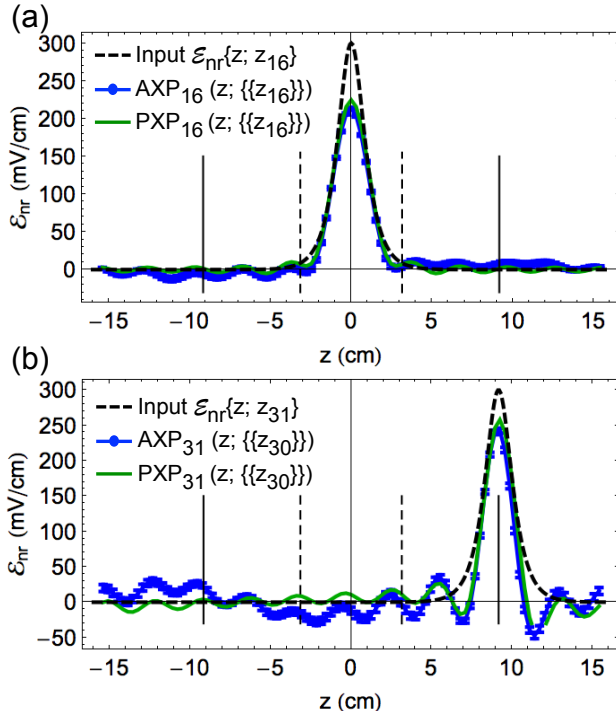 (a)
Input ℰnr{z; z16}
AXP16 (z; {{z16}})
PXP16 (z; {{z16}})
ℰnr (mV/cm)
300
250
200
150
100
50
0
−15 −10 −5 0 5 10 15
z (cm)
(b)
Input ℰnr{z; z31}
AXP31 (z; {{z30}})
PXP31 (z; {{z30}})
ℰnr (mV/cm)
300
250
200
150
100
50
0
−50
−15 −10 −5 0 5 10 15
z (cm)